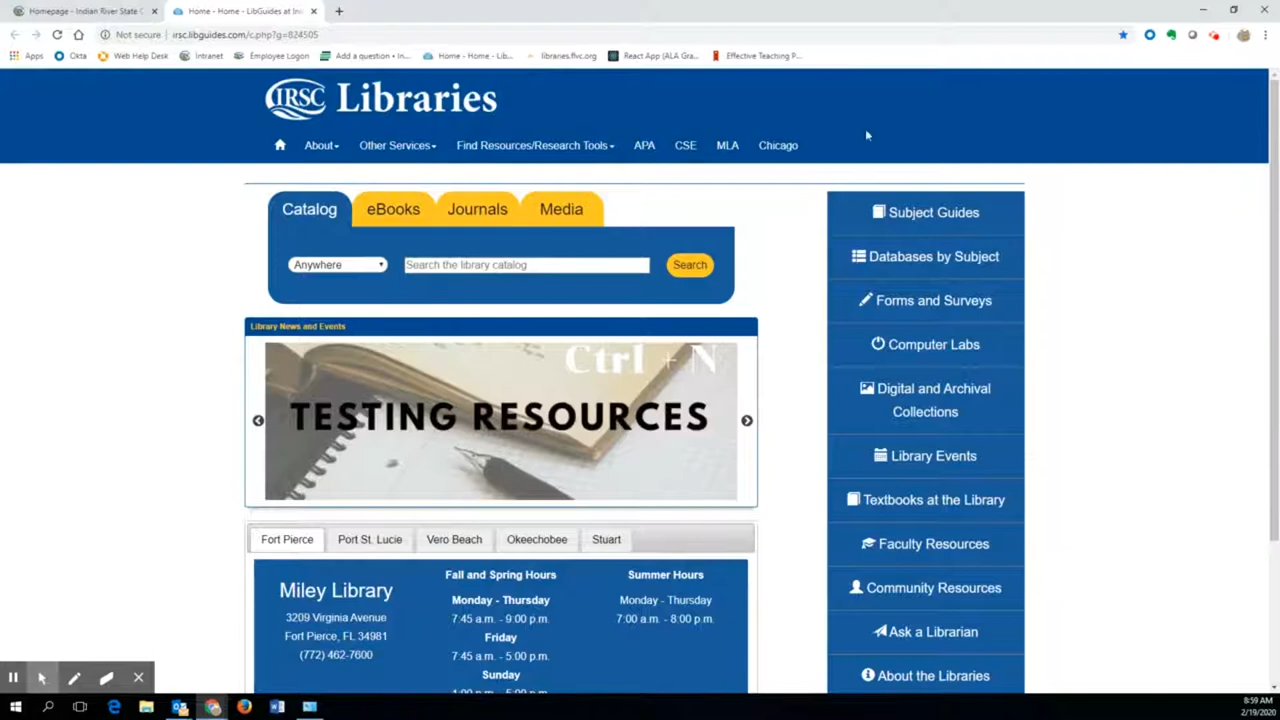 Homepage - Indian River State C
Home - Home - LibGuides at In
Not secure
irsc.libguides.com/c.php?g=824505
Apps
Okta
Web Help Desk
Intranet
Employee Logon
Add a question • In...
Home - Home - Lib...
libraries.flvc.org
React App (ALA Gra...
Effective Teaching P...
IRSC Libraries
About
Other Services
Find Resources/Research Tools
APA
CSE
MLA
Chicago
Catalog
eBooks
Journals
Media
Anywhere
Search the library catalog
Search
Library News and Events
Ctrl + N
TESTING RESOURCES
Fort Pierce
Port St. Lucie
Vero Beach
Okeechobee
Stuart
Miley Library
3209 Virginia Avenue
Fort Pierce, FL 34981
(772) 462-7600
Fall and Spring Hours
Monday - Thursday
7:45 a.m. - 9:00 p.m.
Friday
7:45 a.m. - 5:00 p.m.
Sunday
1:00 p.m. - 5:00 p.m.
Summer Hours
Monday - Thursday
7:00 a.m. - 8:00 p.m.
Subject Guides
Databases by Subject
Forms and Surveys
Computer Labs
Digital and Archival
Collections
Library Events
Textbooks at the Library
Faculty Resources
Community Resources
Ask a Librarian
About the Libraries
8:59 AM
2/19/2020